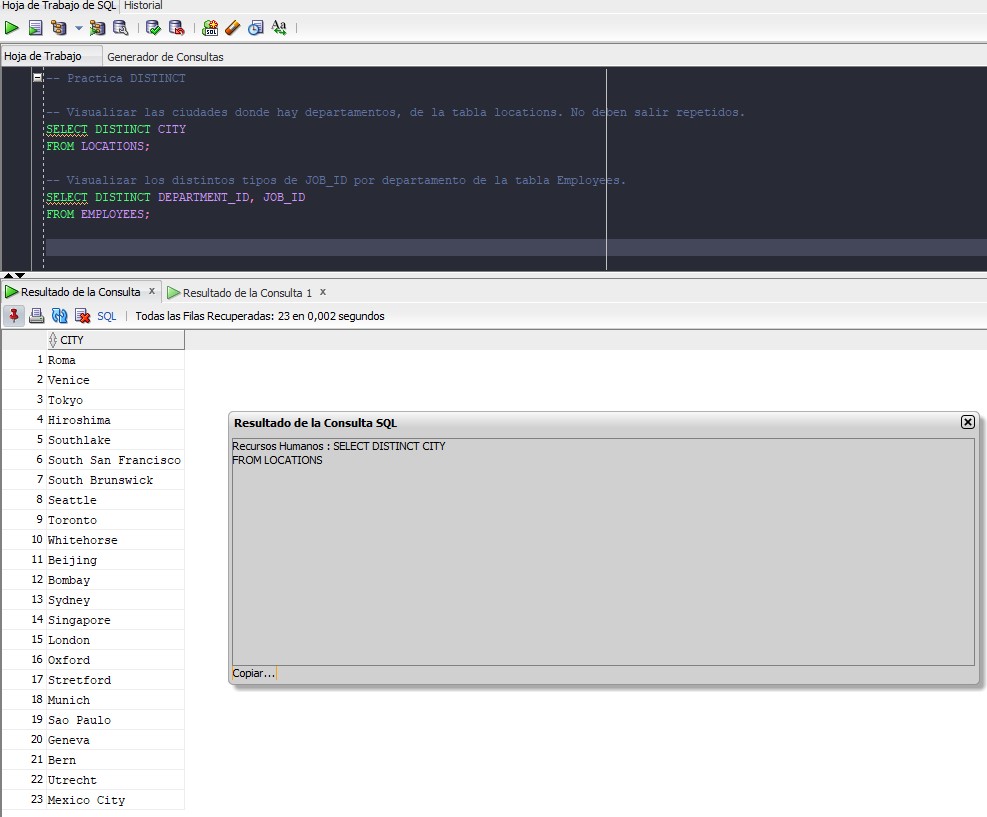 Hoja de Trabajo de SQL Historial
Hoja de Trabajo Generador de Consultas
-- Practica DISTINCT
-- Visualizar las ciudades donde hay departamentos, de la tabla locations. No deben salir repetidos.
SELECT DISTINCT CITY
FROM LOCATIONS;
-- Visualizar los distintos tipos de JOB_ID por departamento de la tabla Employees.
SELECT DISTINCT DEPARTMENT_ID, JOB_ID
FROM EMPLOYEES;
Resultado de la Consulta x Resultado de la Consulta 1 x
SQL | Todas las Filas Recuperadas: 23 en 0,002 segundos
CITY
1 Roma
2 Venice
3 Tokyo
4 Hiroshima
5 Southlake
6 South San Francisco
7 South Brunswick
8 Seattle
9 Toronto
10 Whitehorse
11 Beijing
12 Bombay
13 Sydney
14 Singapore
15 London
16 Oxford
17 Stretford
18 Munich
19 Sao Paulo
20 Geneva
21 Bern
22 Utrecht
23 Mexico City
Resultado de la Consulta SQL
Recursos Humanos : SELECT DISTINCT CITY
FROM LOCATIONS
Copiar...